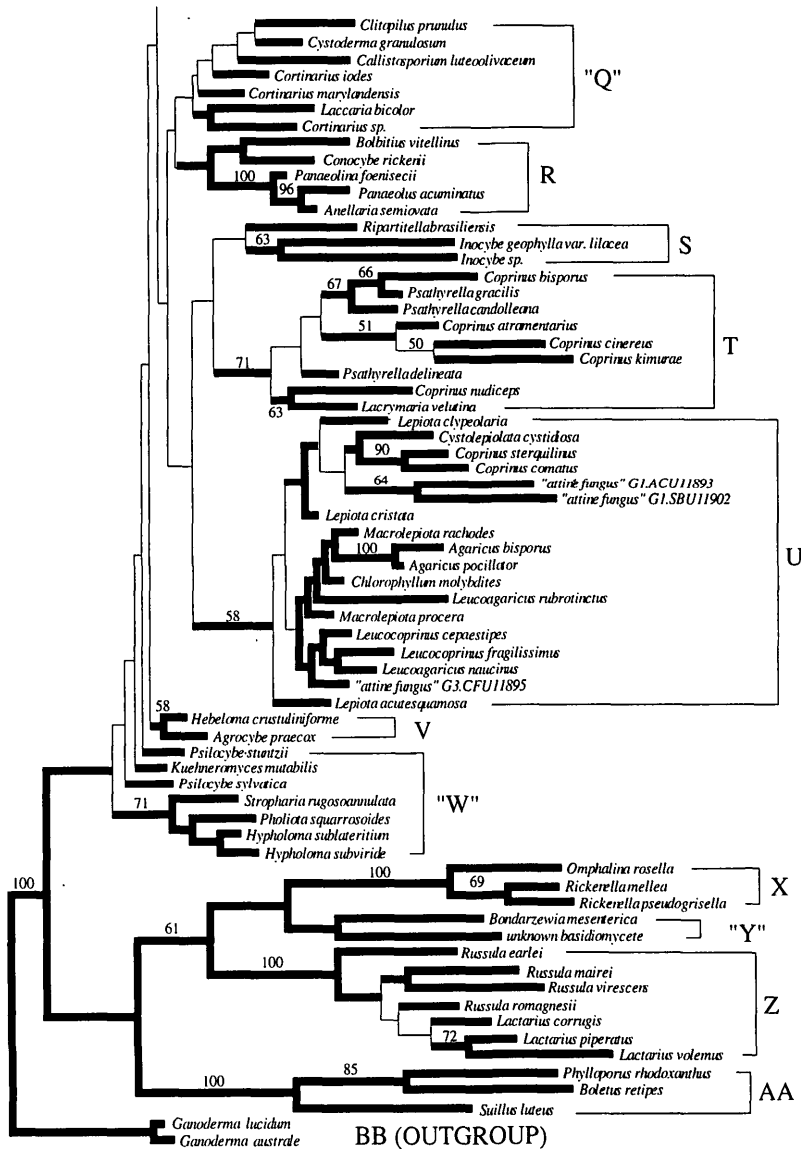 Clitopilus prunulus
Cystoderma granulosum
Callistasporium luteoolivaceum
Cortinarius iodes
"Q"
Cortinarius marylandensis
Laccaria bicolor
Cortinarius sp.
Bolbitius vitellinus
Conocybe rickenii
100
Panaeolina foenisecii
R
96
Panaeolus acuminatus
Anellaria semiovata
Ripartitella brasiliensis
63
Inocybe geophylla var. lilacea
S
Inocybe sp.
66
Coprinus bisporus
67
Psathyrella gracilis
Psathyrella candolleana
51
Coprinus atramentarius
50
Coprinus cinereus
T
Coprinus kimurae
71
Psathyrella delineata
Coprinus nudiceps
63
Lacrymaria velutina
Lepiota clypeolaria
Cystolepiolata cystidiosa
90
Coprinus sterquilinus
Coprinus comatus
64
"attine fungus" G1.ACU11893
"attine fungus" G1.SBU11902
Lepiota cristata
Macrolepiota rachodes
100
Agaricus bisporus
U
Agaricus pocillator
Chlorophyllum molybdites
Leucoagaricus rubrotinctus
Macrolepiota procera
58
Leucocoprinus cepaestipes
Leucocoprinus fragilissimus
Leucoagaricus naucinus
"attine fungus" G3.CFU11895
Lepiota acutesquamosa
58
Hebeloma crustuliniforme
V
Agrocybe praecox
Psilocybe stuntzii
Kuehneromyces mutabilis
Psilocybe sylvatica
"W"
71
Stropharia rugosoannulata
Pholiota squarrosoides
Hypholoma sublateritium
Hypholoma subviride
100
Omphalina rosella
100
69
Rickenella mellea
X
Rickenella pseudogrisella
Bondarzewia mesenterica
61
"Y"
unknown basidiomycete
100
Russula earlei
Russula mairei
Russula virescens
Z
Russula romagnesii
Lactarius corrugis
72
Lactarius piperatus
Lactarius volemus
85
Phylloporus rhodoxanthus
100
Boletus retipes
AA
Suillus luteus
Ganoderma lucidum
BB (OUTGROUP)
Ganoderma australe